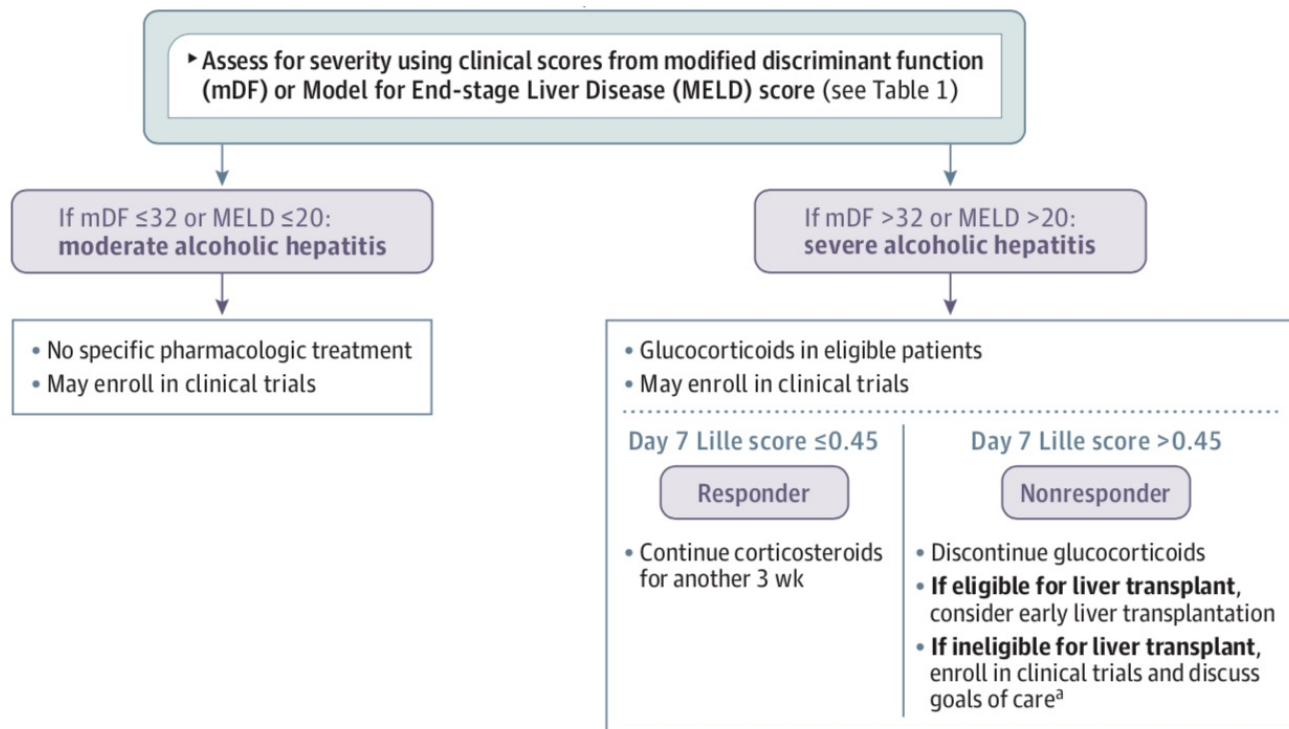 ▸ Assess for severity using clinical scores from modified discriminant function
(mDF) or Model for End-stage Liver Disease (MELD) score (see Table 1)
If mDF ≤32 or MELD ≤20:
moderate alcoholic hepatitis
• No specific pharmacologic treatment
• May enroll in clinical trials
If mDF >32 or MELD >20:
severe alcoholic hepatitis
• Glucocorticoids in eligible patients
• May enroll in clinical trials
Day 7 Lille score ≤0.45
Responder
• Continue corticosteroids
for another 3 wk
Day 7 Lille score >0.45
Nonresponder
• Discontinue glucocorticoids
• If eligible for liver transplant,
consider early liver transplantation
• If ineligible for liver transplant,
enroll in clinical trials and discuss
goals of careᵃ